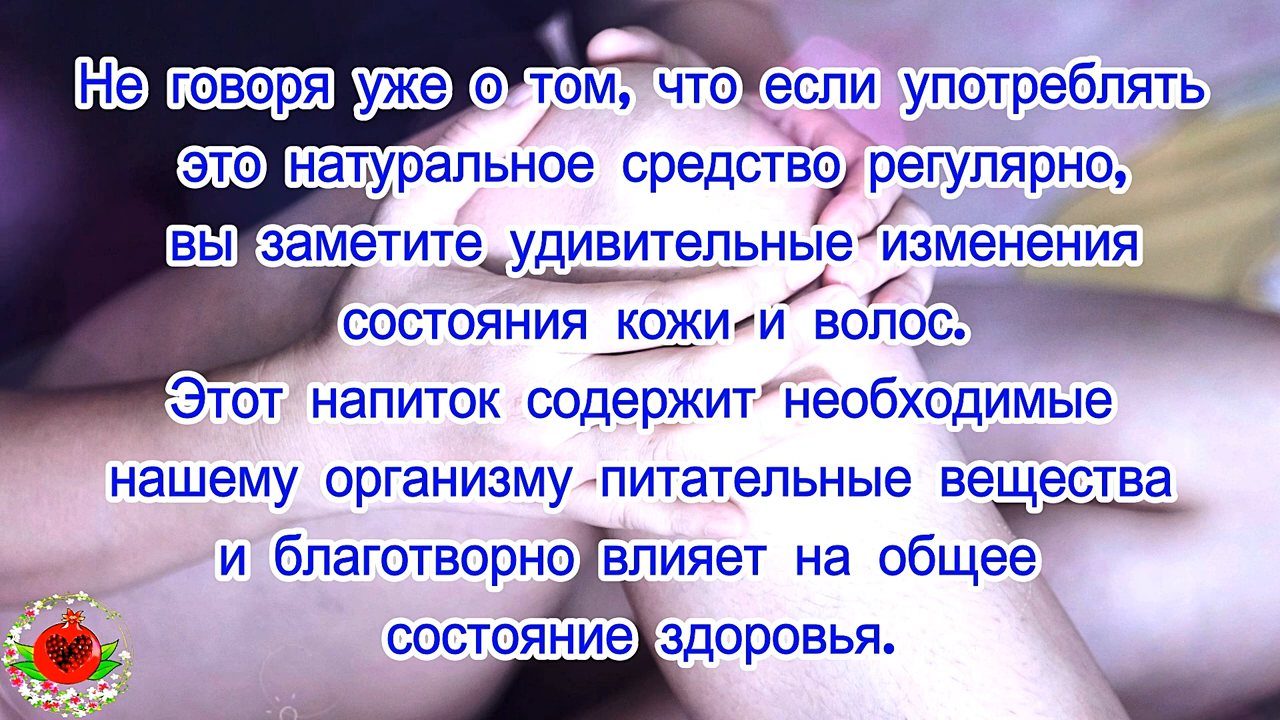 Не говоря уже о том, что если употреблять
это натуральное средство регулярно,
вы заметите удивительные изменения
состояния кожи и волос.
Этот напиток содержит необходимые
нашему организму питательные вещества
и благотворно влияет на общее
состояние здоровья.